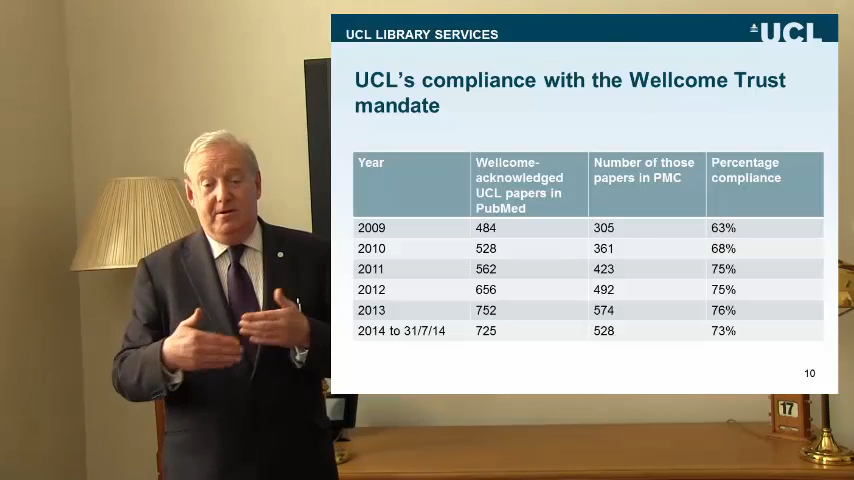 UCL LIBRARY SERVICES
UCL
UCL's compliance with the Wellcome Trust
mandate
Year
Wellcome-
acknowledged
UCL papers in
PubMed
Number of those
papers in PMC
Percentage
compliance
2009 484 305 63%
2010 528 361 68%
2011 562 423 75%
2012 656 492 75%
2013 752 574 76%
2014 to 31/7/14 725 528 73%
10
17